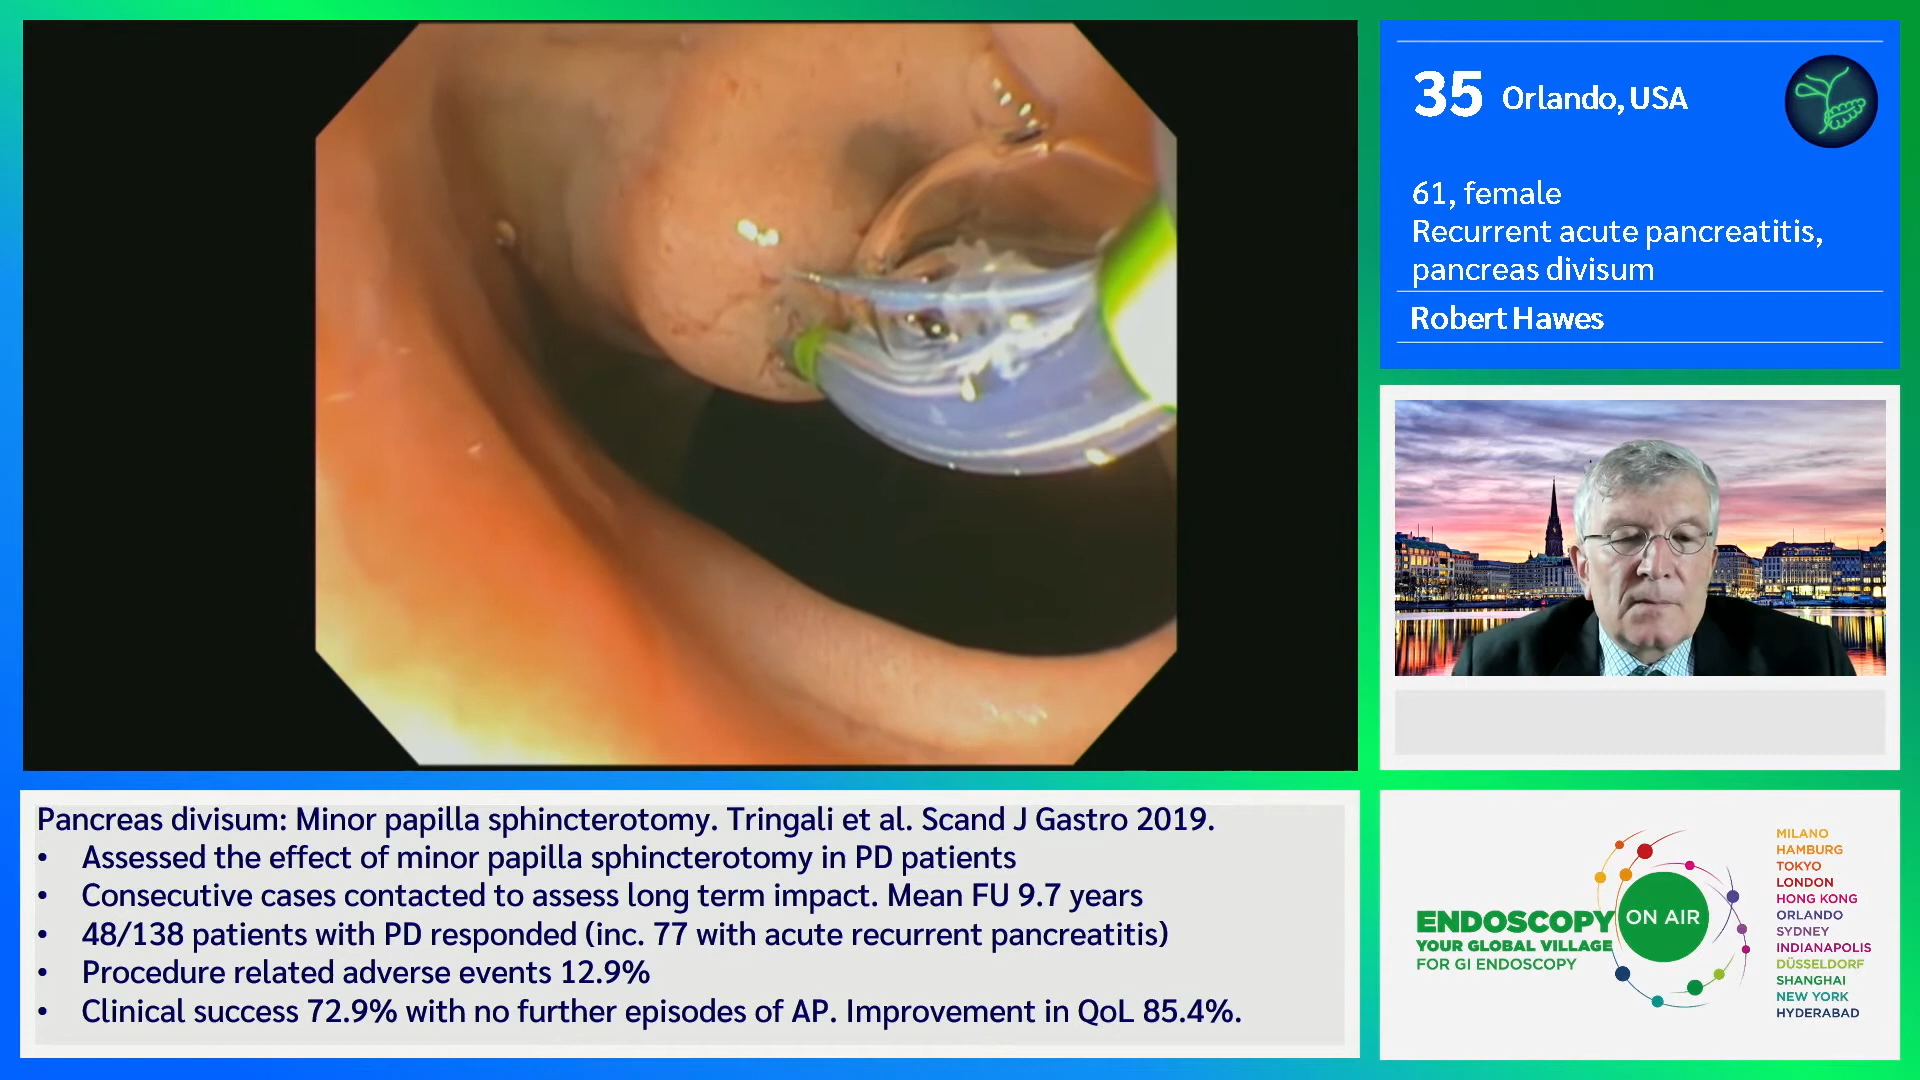 35 Orlando, USA
61, female
Recurrent acute pancreatitis,
pancreas divisum
Robert Hawes
Pancreas divisum: Minor papilla sphincterotomy. Tringali et al. Scand J Gastro 2019.
• Assessed the effect of minor papilla sphincterotomy in PD patients
• Consecutive cases contacted to assess long term impact. Mean FU 9.7 years
• 48/138 patients with PD responded (inc. 77 with acute recurrent pancreatitis)
• Procedure related adverse events 12.9%
• Clinical success 72.9% with no further episodes of AP. Improvement in QoL 85.4%.
ENDOSCOPY ON AIR
YOUR GLOBAL VILLAGE
FOR GI ENDOSCOPY
MILANO
HAMBURG
TOKYO
LONDON
HONG KONG
ORLANDO
SYDNEY
INDIANAPOLIS
DÜSSELDORF
SHANGHAI
NEW YORK
HYDERABAD